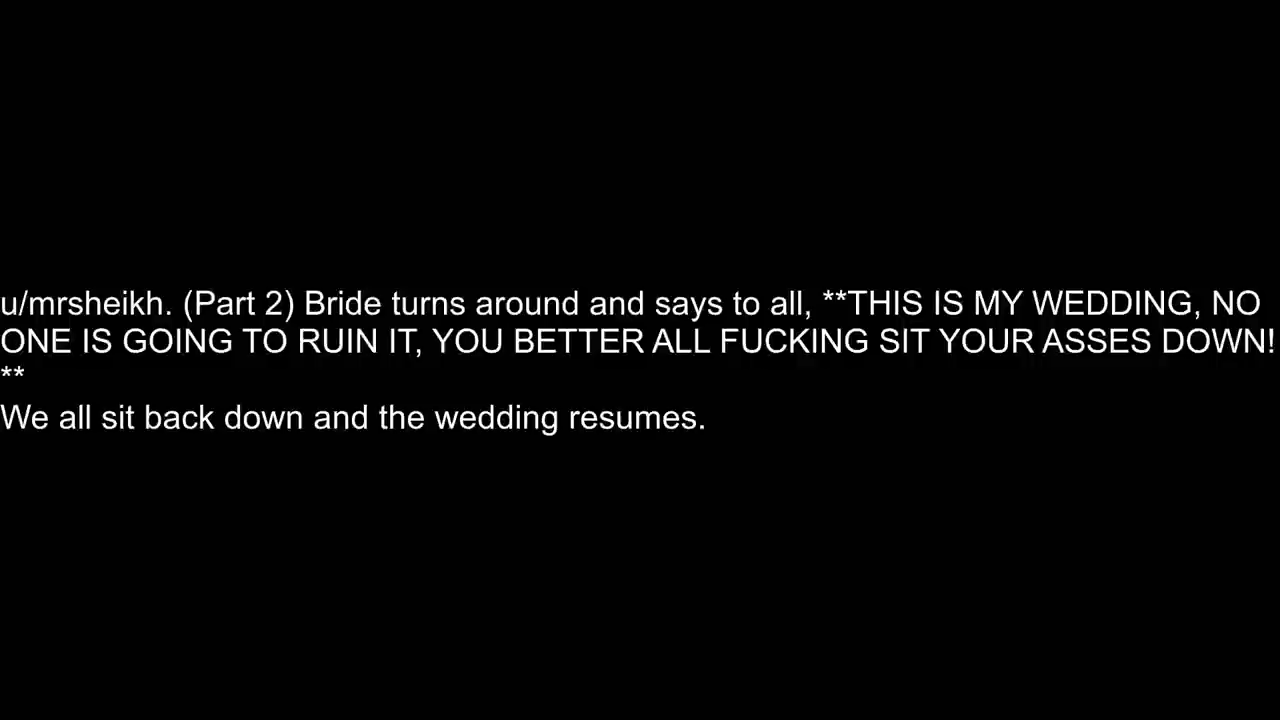 u/mrsheikh. (Part 2) Bride turns around and says to all, **THIS IS MY WEDDING, NO
ONE IS GOING TO RUIN IT, YOU BETTER ALL FUCKING SIT YOUR ASSES DOWN!
**
We all sit back down and the wedding resumes.